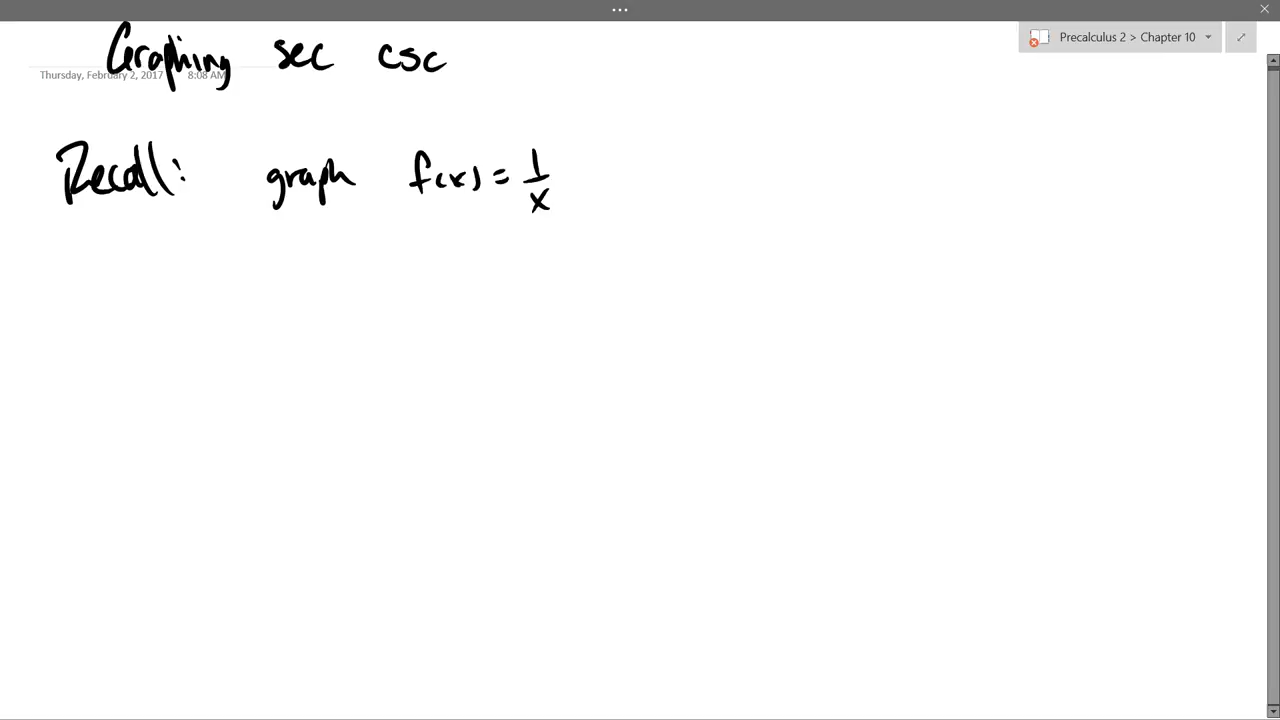 Precalculus 2 > Chapter 10
Graphing sec csc
Thursday, February 2, 2017 8:08 AM
Recall: graph f(x) = 1/x